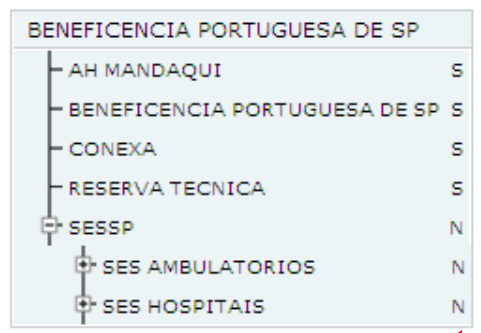 BENEFICENCIA PORTUGUESA DE SP
AH MANDAQUI S
BENEFICENCIA PORTUGUESA DE SP S
CONEXA S
RESERVA TECNICA S
SESSP N
SES AMBULATORIOS N
SES HOSPITAIS N